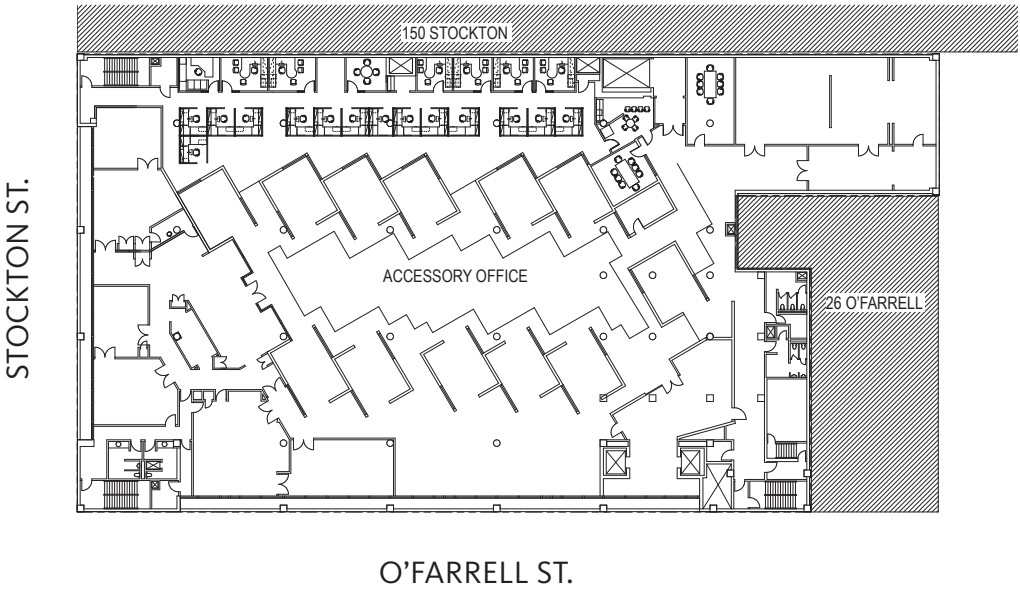 150 STOCKTON
STOCKTON ST.
ACCESSORY OFFICE
26 O’FARRELL
O’FARRELL ST.